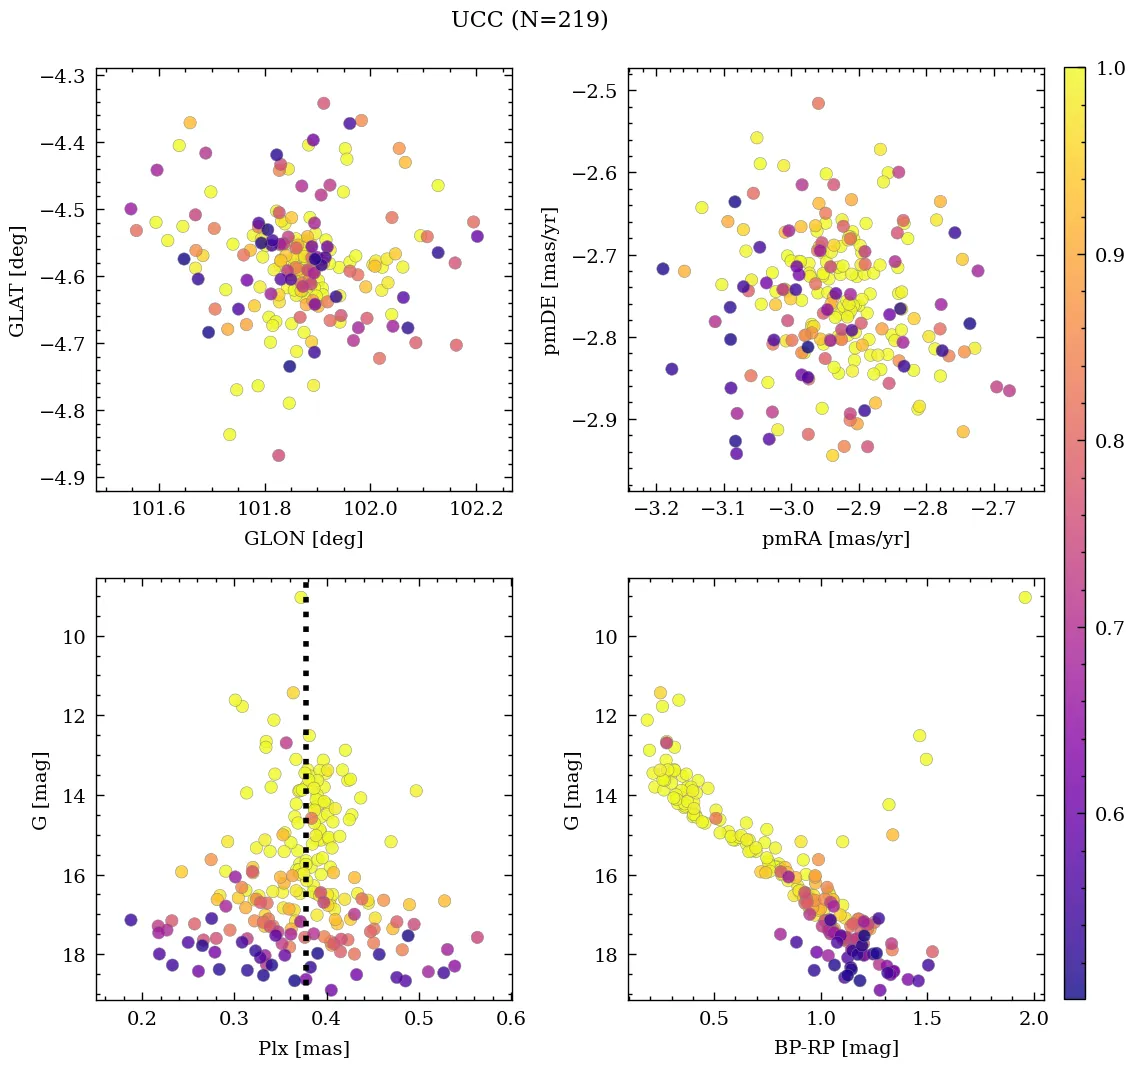 UCC (N=219)
−4.3
−4.4
−4.5
−4.6
−4.7
−4.8
−4.9
GLAT [deg]
101.6 101.8 102.0 102.2
GLON [deg]
−2.5
−2.6
−2.7
−2.8
−2.9
pmDE [mas/yr]
−3.2 −3.1 −3.0 −2.9 −2.8 −2.7
pmRA [mas/yr]
10
12
14
16
18
G [mag]
0.2 0.3 0.4 0.5 0.6
Plx [mas]
10
12
14
16
18
G [mag]
0.5 1.0 1.5 2.0
BP-RP [mag]
1.0
0.9
0.8
0.7
0.6